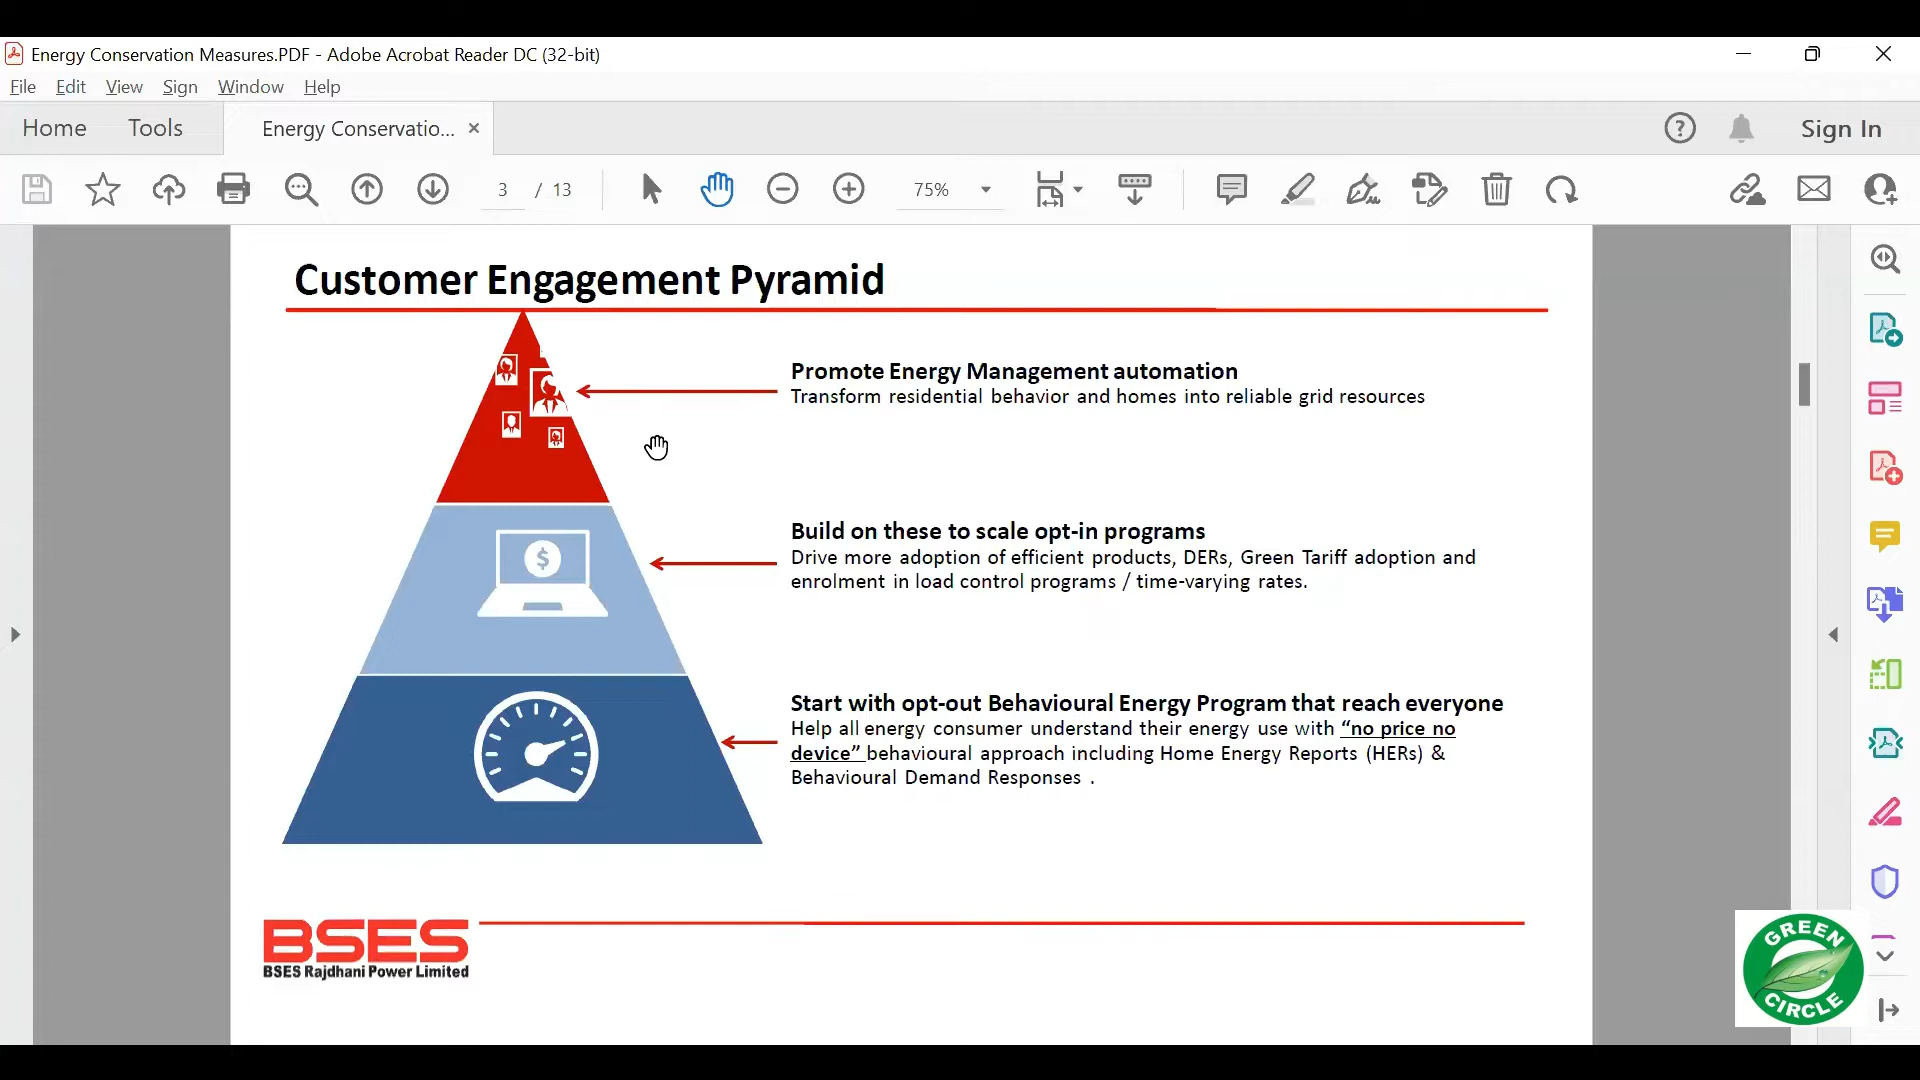 Energy Conservation Measures.PDF - Adobe Acrobat Reader DC (32-bit)
File Edit View Sign Window Help
Home Tools Energy Conservatio... × Sign In
3 / 13 75%
Customer Engagement Pyramid
Promote Energy Management automation
Transform residential behavior and homes into reliable grid resources
Build on these to scale opt-in programs
Drive more adoption of efficient products, DERs, Green Tariff adoption and
enrolment in load control programs / time-varying rates.
Start with opt-out Behavioural Energy Program that reach everyone
Help all energy consumer understand their energy use with “no price no
device” behavioural approach including Home Energy Reports (HERs) &
Behavioural Demand Responses .
$
BSES
BSES Rajdhani Power Limited
GREEN
CIRCLE